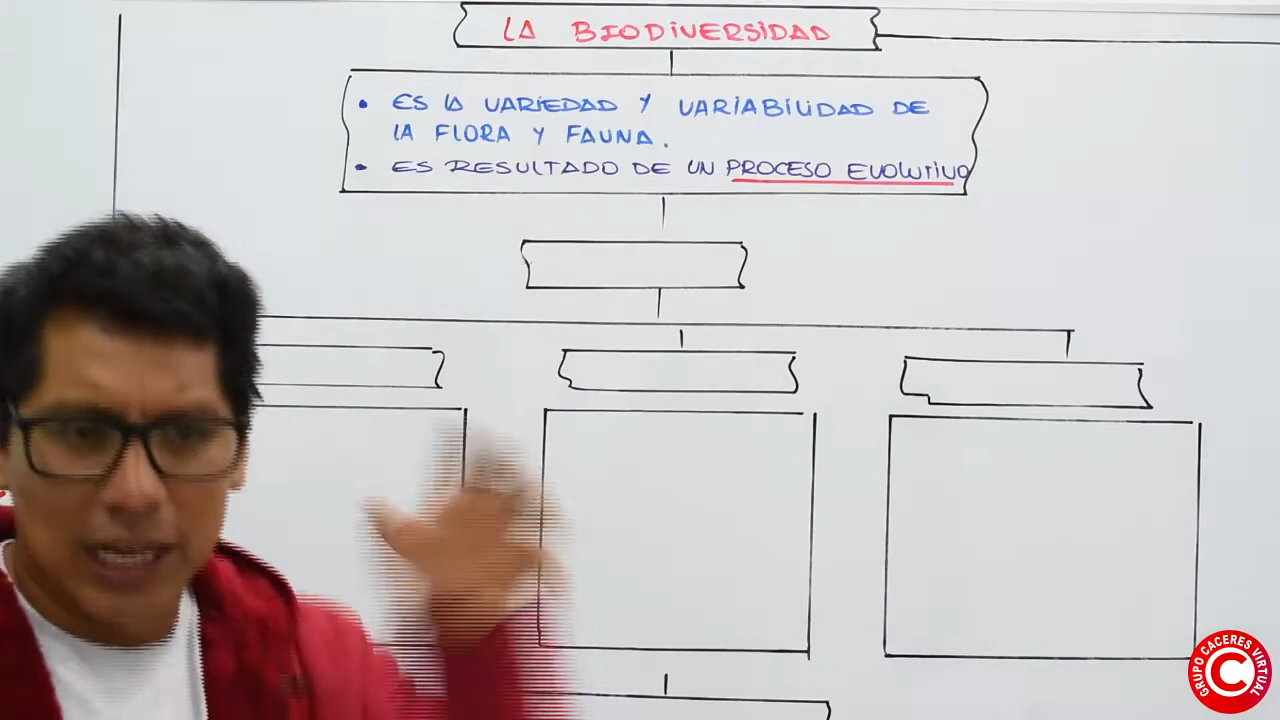 LA BIODIVERSIDAD
• ES LA VARIEDAD Y VARIABILIDAD DE
LA FLORA Y FAUNA.
• ES RESULTADO DE UN PROCESO EVOLUTIVO
GRUPO CACERES VIRTUAL
C